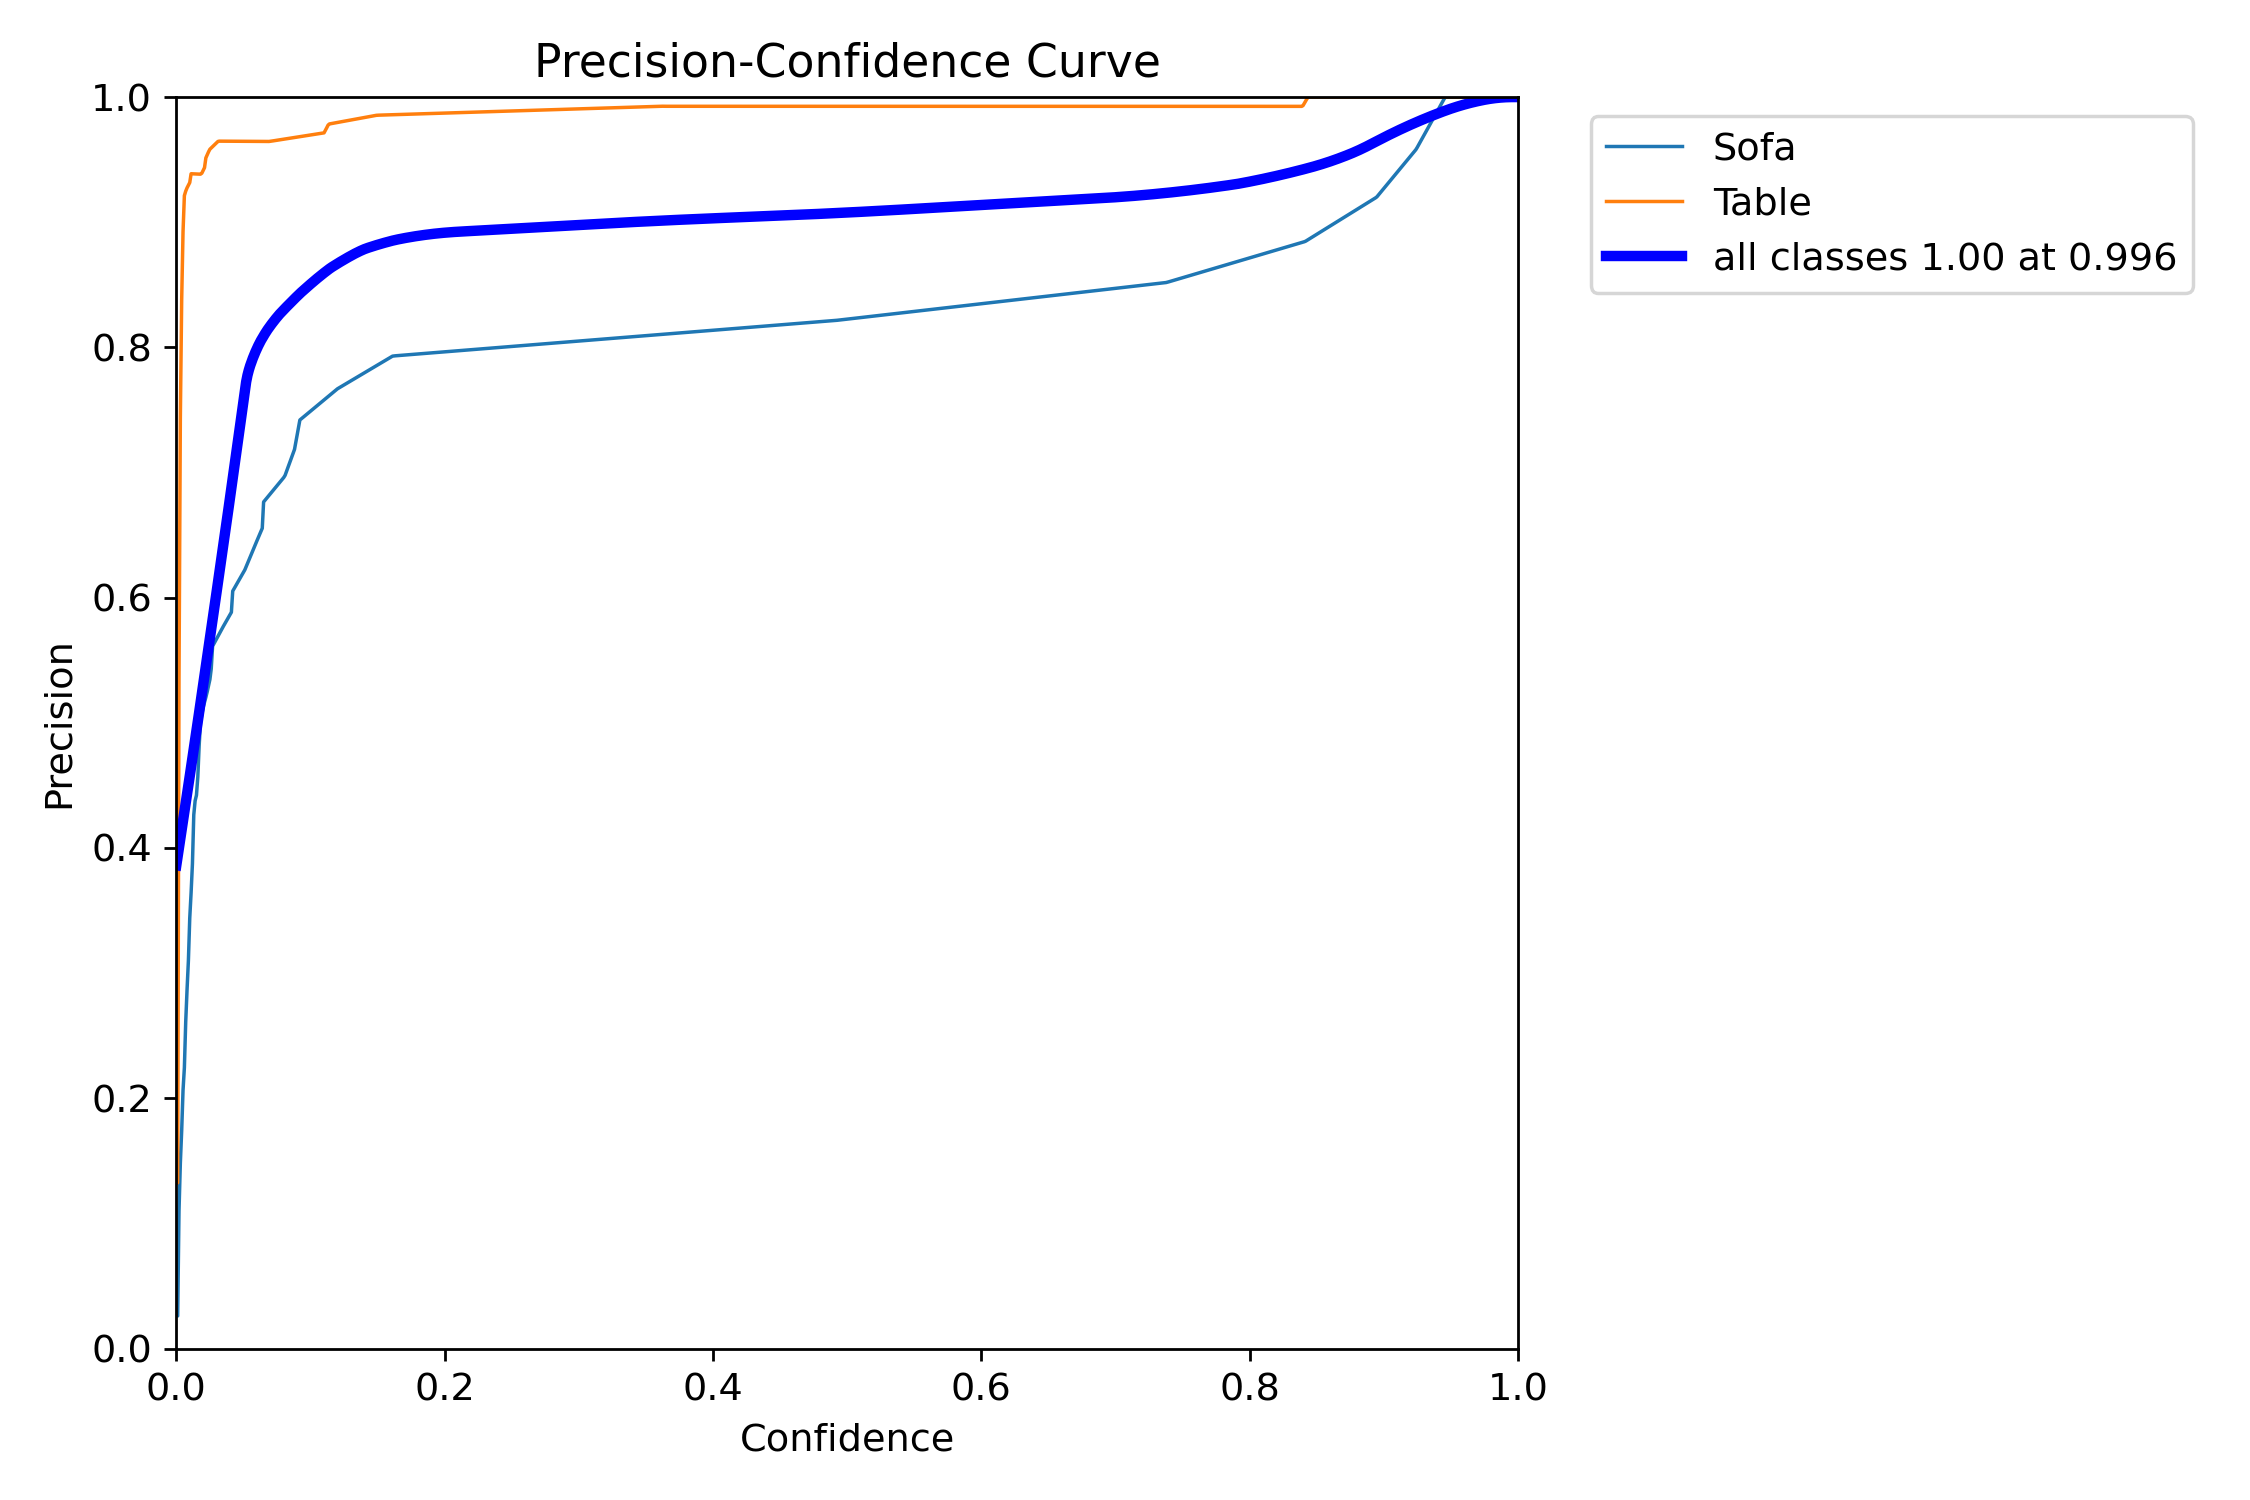 Precision-Confidence Curve
1.0
0.8
0.6
0.4
0.2
0.0
Precision
0.0 0.2 0.4 0.6 0.8 1.0
Confidence
Sofa
Table
all classes 1.00 at 0.996